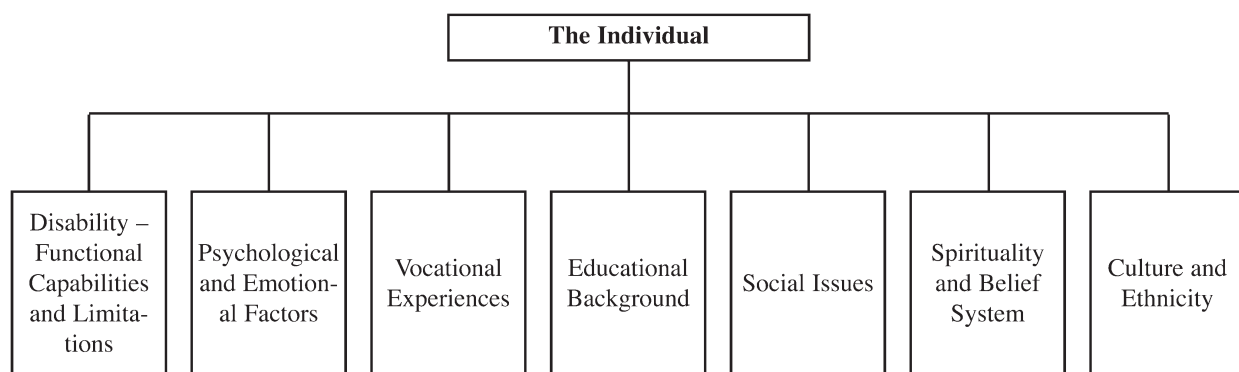 The Individual
Disability –
Functional
Capabilities
and Limita-
tions
Psychological
and Emotion-
al Factors
Vocational
Experiences
Educational
Background
Social Issues
Spirituality
and Belief
System
Culture and
Ethnicity